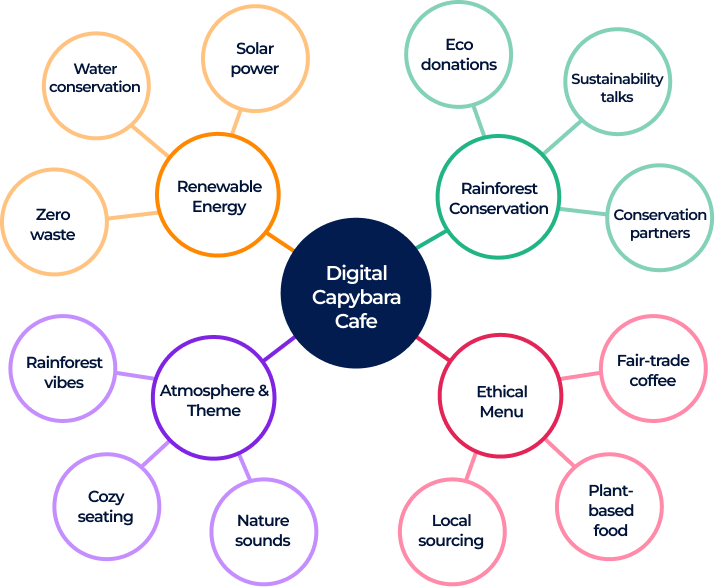 Solar
power
Water
conservation
Zero
waste
Renewable
Energy
Eco
donations
Sustainability
talks
Conservation
partners
Rainforest
Conservation
Digital
Capybara
Cafe
Rainforest
vibes
Cozy
seating
Nature
sounds
Atmosphere &
Theme
Ethical
Menu
Fair-trade
coffee
Plant-
based
food
Local
sourcing